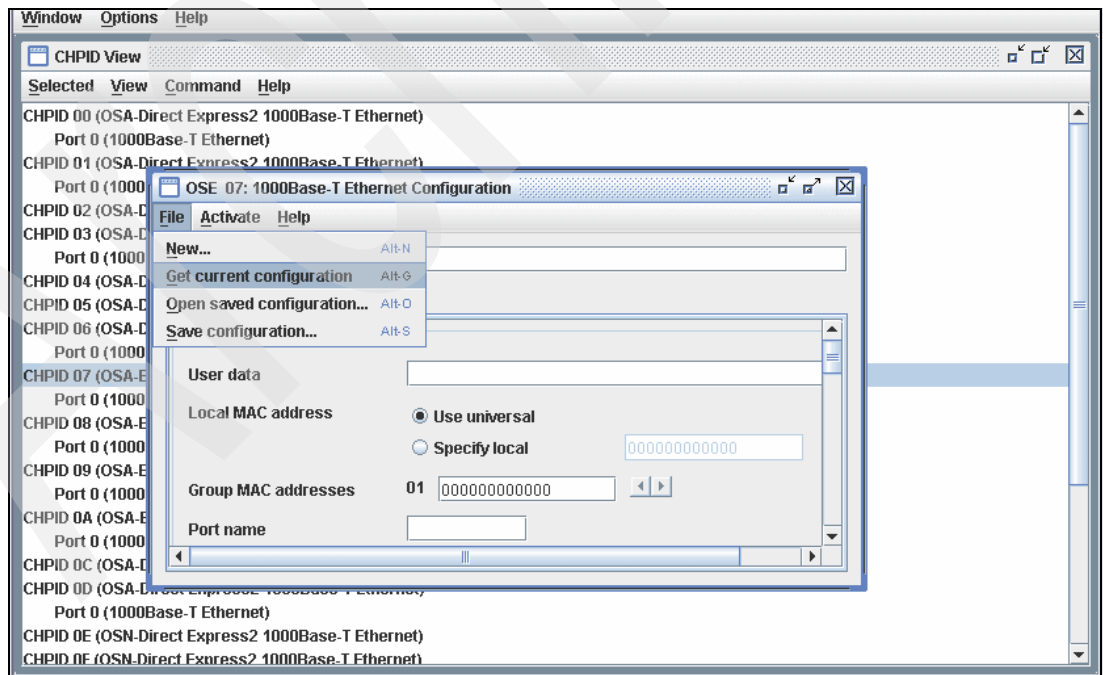 Window Options Help
CHPID View
Selected View Command Help
CHPID 00 (OSA-Direct Express2 1000Base-T Ethernet)
Port 0 (1000Base-T Ethernet)
CHPID 01 (OSA-Direct Express2 1000Base-T Ethernet)
Port 0 (1000
CHPID 02 (OSA-D
CHPID 03 (OSA-D
Port 0 (1000
CHPID 04 (OSA-D
CHPID 05 (OSA-D
CHPID 06 (OSA-D
Port 0 (1000
CHPID 07 (OSA-E
Port 0 (1000
CHPID 08 (OSA-E
Port 0 (1000
CHPID 09 (OSA-E
Port 0 (1000
CHPID 0A (OSA-E
Port 0 (1000
CHPID 0C (OSA-D
CHPID 0D (OSA-Direct Express2 1000Base-T Ethernet)
Port 0 (1000Base-T Ethernet)
CHPID 0E (OSN-Direct Express2 1000Base-T Ethernet)
CHPID 0F (OSN-Direct Express2 1000Base-T Ethernet)
OSE 07: 1000Base-T Ethernet Configuration
File Activate Help
New... Alt-N
Get current configuration Alt-G
Open saved configuration... Alt-O
Save configuration... Alt-S
User data
Local MAC address
Use universal
Specify local 000000000000
Group MAC addresses 01 000000000000
Port name